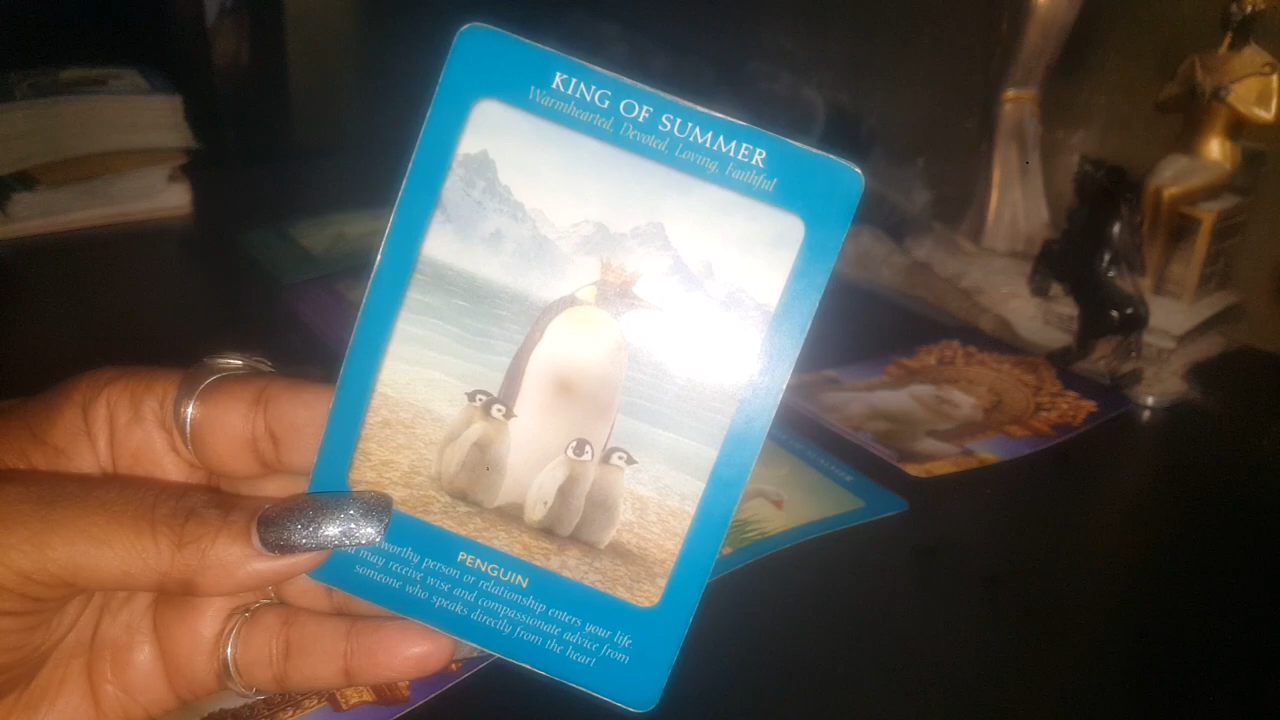 KING OF SUMMER
Warmhearted, Devoted, Loving, Faithful
PENGUIN
worthy person or relationship enters your life.
may receive wise and compassionate advice from
someone who speaks directly from the heart